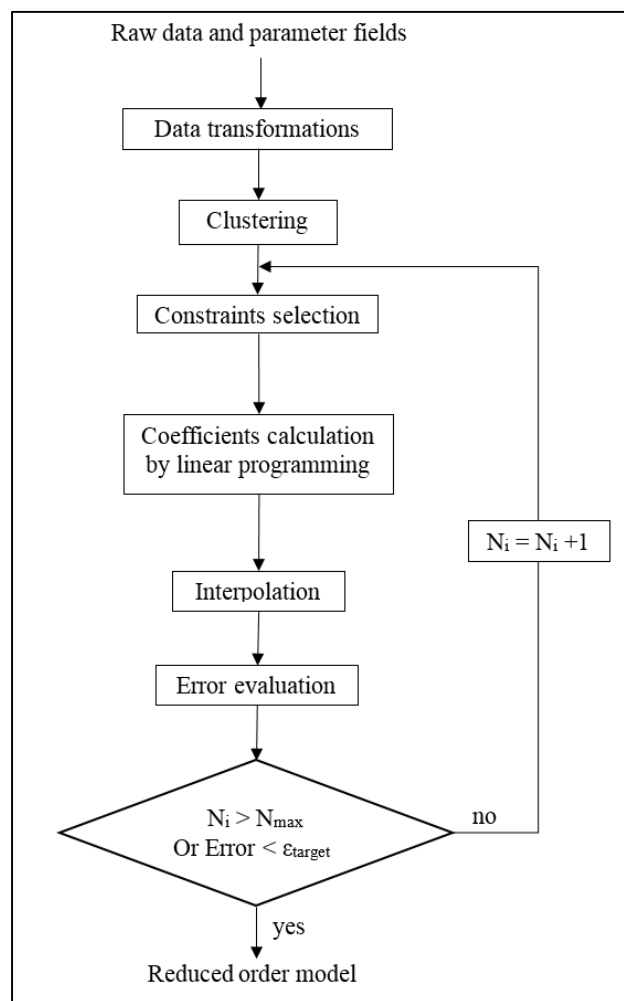 Raw data and parameter fields
Data transformations
Clustering
Constraints selection
Coefficients calculation
by linear programming
Nᵢ = Nᵢ +1
Interpolation
Error evaluation
Nᵢ > Nₘₐₓ
Or Error < εₜₐᵣgₑₜ
no
yes
Reduced order model